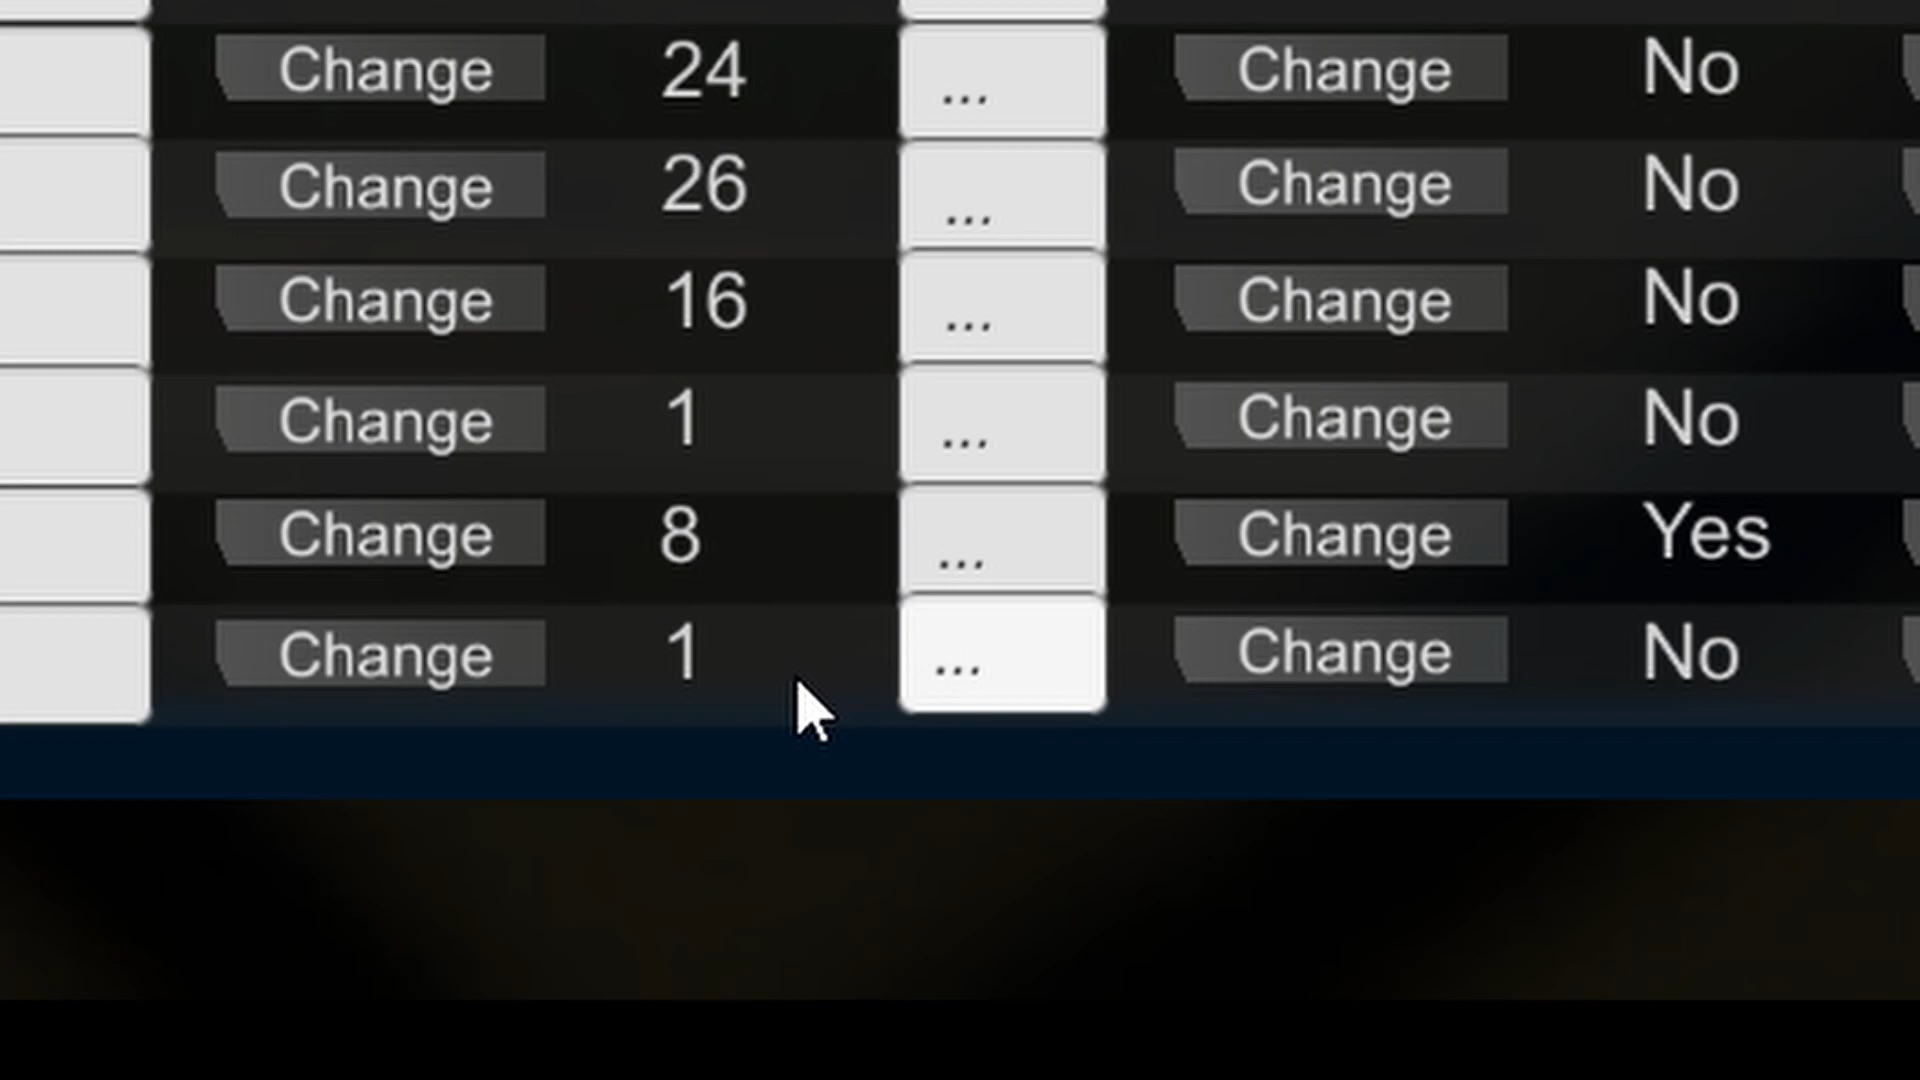 Change 24 ... Change No
Change 26 ... Change No
Change 16 ... Change No
Change 1 ... Change No
Change 8 ... Change Yes
Change 1 ... Change No